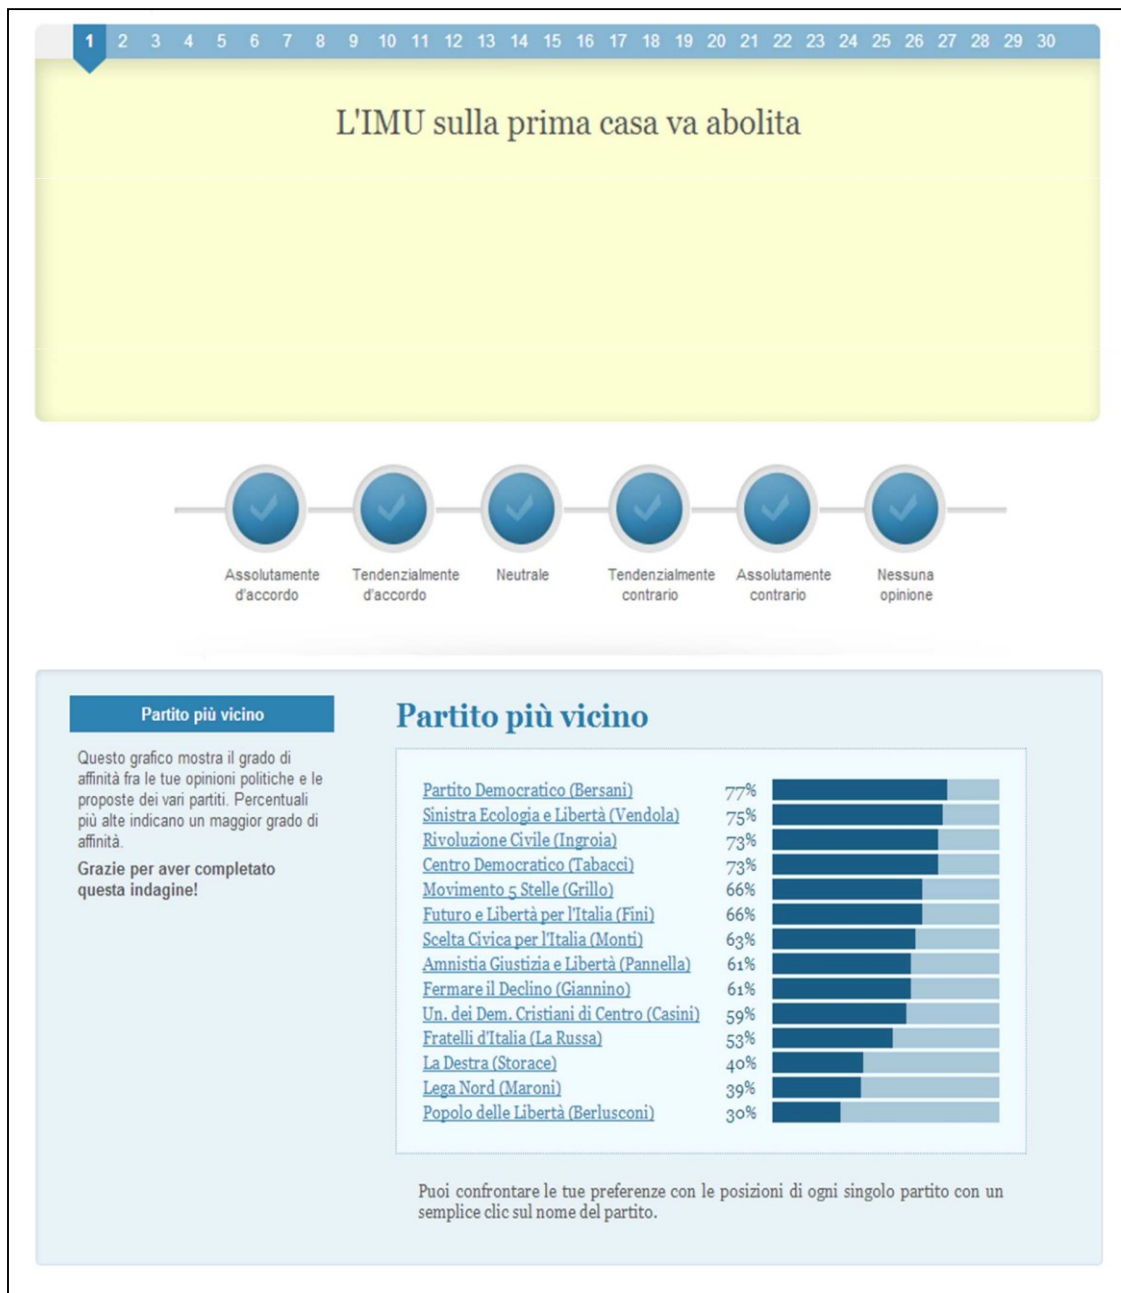 1 2 3 4 5 6 7 8 9 10 11 12 13 14 15 16 17 18 19 20 21 22 23 24 25 26 27 28 29 30
L'IMU sulla prima casa va abolita
Assolutamente d'accordo
Tendenzialmente d'accordo
Neutrale
Tendenzialmente contrario
Assolutamente contrario
Nessuna opinione
Partito più vicino
Questo grafico mostra il grado di
affinità fra le tue opinioni politiche e le
proposte dei vari partiti. Percentuali
più alte indicano un maggior grado di
affinità.
Grazie per aver completato
questa indagine!
Partito più vicino
Partito Democratico (Bersani) 77%
Sinistra Ecologia e Libertà (Vendola) 75%
Rivoluzione Civile (Ingroia) 73%
Centro Democratico (Tabacci) 73%
Movimento 5 Stelle (Grillo) 66%
Futuro e Libertà per l'Italia (Fini) 66%
Scelta Civica per l'Italia (Monti) 63%
Amnistia Giustizia e Libertà (Pannella) 61%
Fermare il Declino (Giannino) 61%
Un. dei Dem. Cristiani di Centro (Casini) 59%
Fratelli d'Italia (La Russa) 53%
La Destra (Storace) 40%
Lega Nord (Maroni) 39%
Popolo delle Libertà (Berlusconi) 30%
Puoi confrontare le tue preferenze con le posizioni di ogni singolo partito con un
semplice clic sul nome del partito.